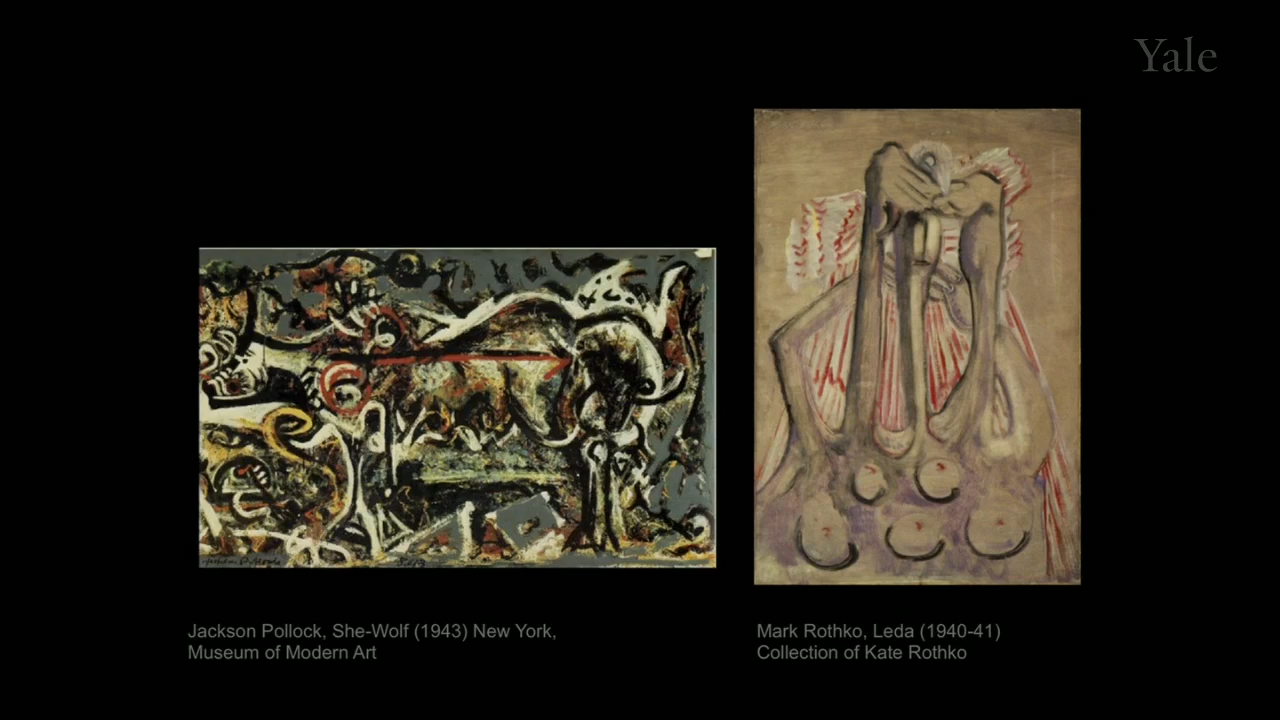 Yale
Jackson Pollock, She-Wolf (1943) New York,
Museum of Modern Art
Mark Rothko, Leda (1940-41)
Collection of Kate Rothko